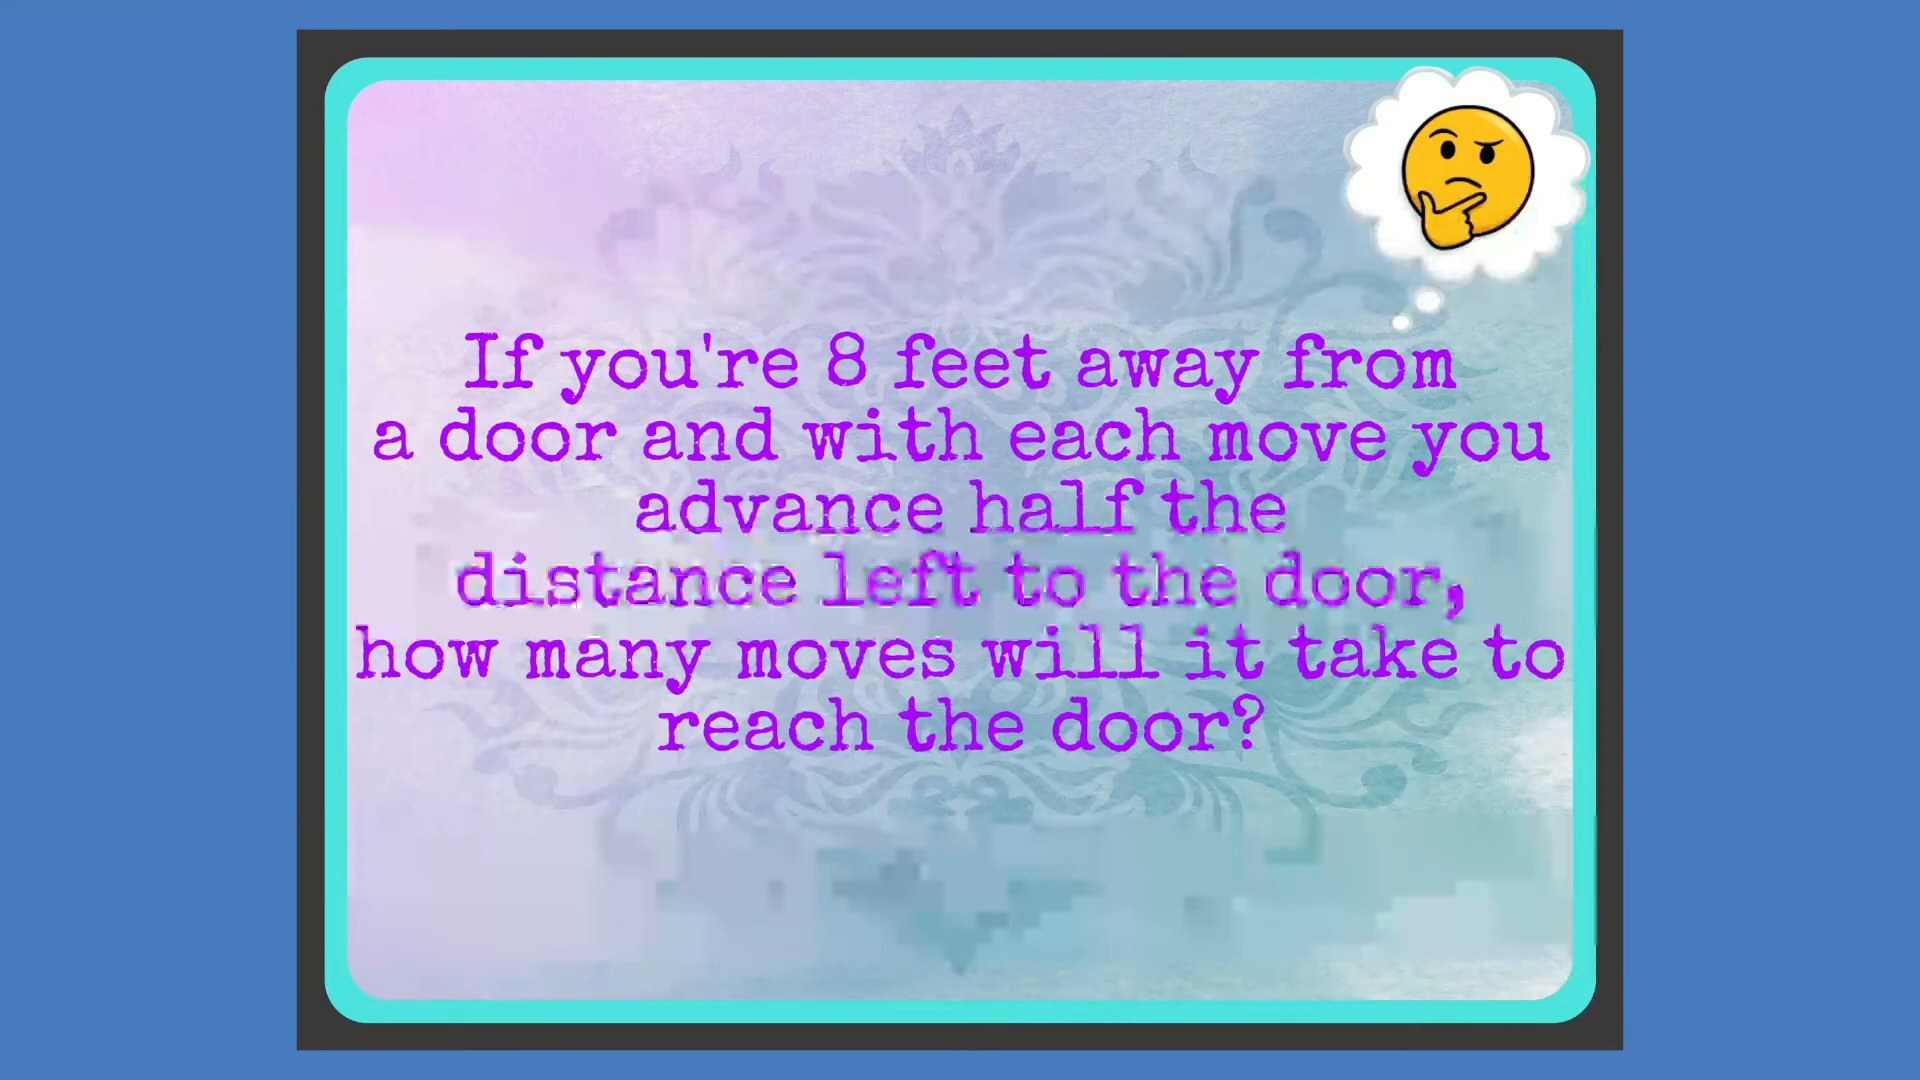 If you're 8 feet away from
a door and with each move you
advance half the
distance left to the door,
how many moves will it take to
reach the door?